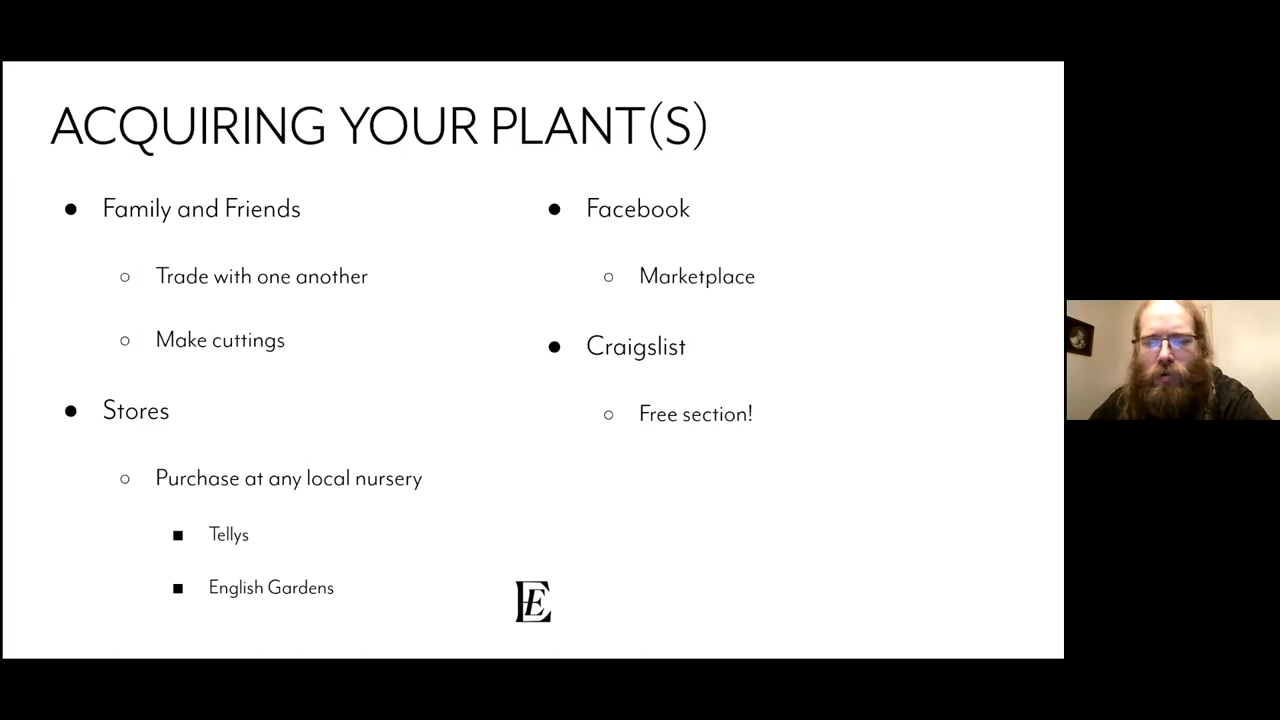 ACQUIRING YOUR PLANT(S)
Family and Friends
Trade with one another
Make cuttings
Stores
Purchase at any local nursery
Tellys
English Gardens
Facebook
Marketplace
Craigslist
Free section!